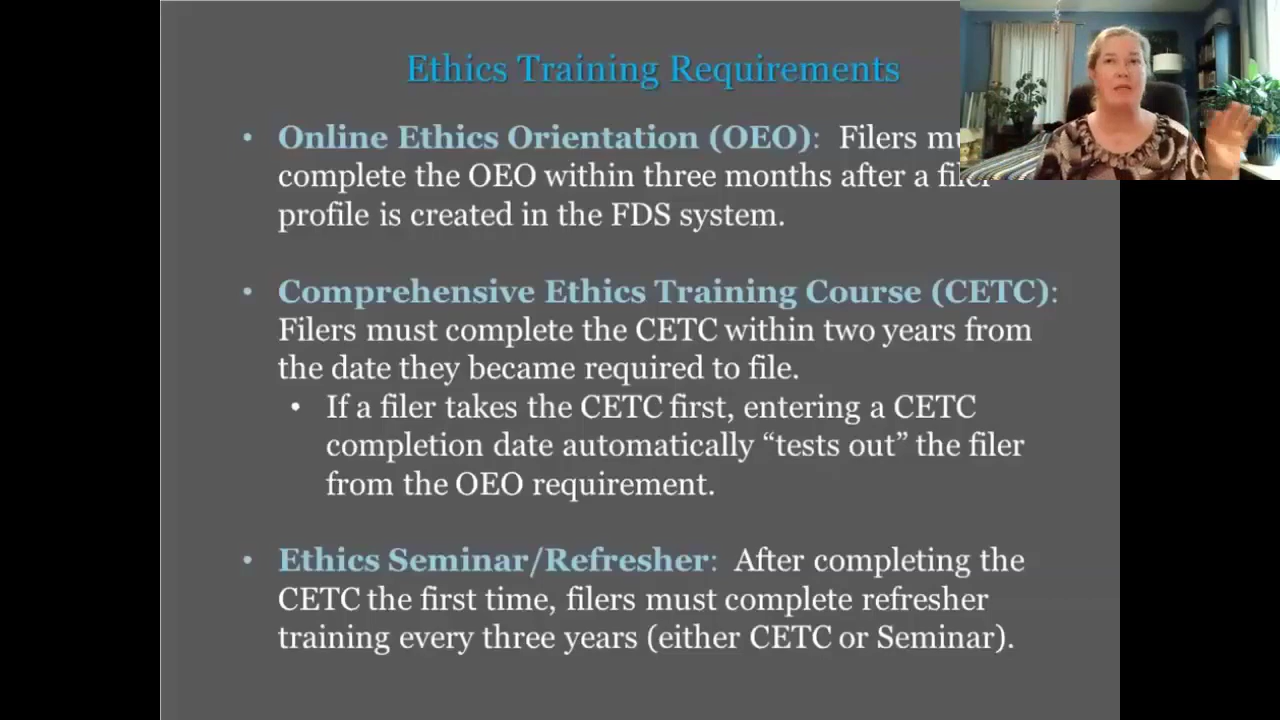 Ethics Training Requirements
• Online Ethics Orientation (OEO): Filers
complete the OEO within three months after a
profile is created in the FDS system.
• Comprehensive Ethics Training Course (CETC):
Filers must complete the CETC within two years from
the date they became required to file.
• If a filer takes the CETC first, entering a CETC
completion date automatically “tests out” the filer
from the OEO requirement.
• Ethics Seminar/Refresher: After completing the
CETC the first time, filers must complete refresher
training every three years (either CETC or Seminar).